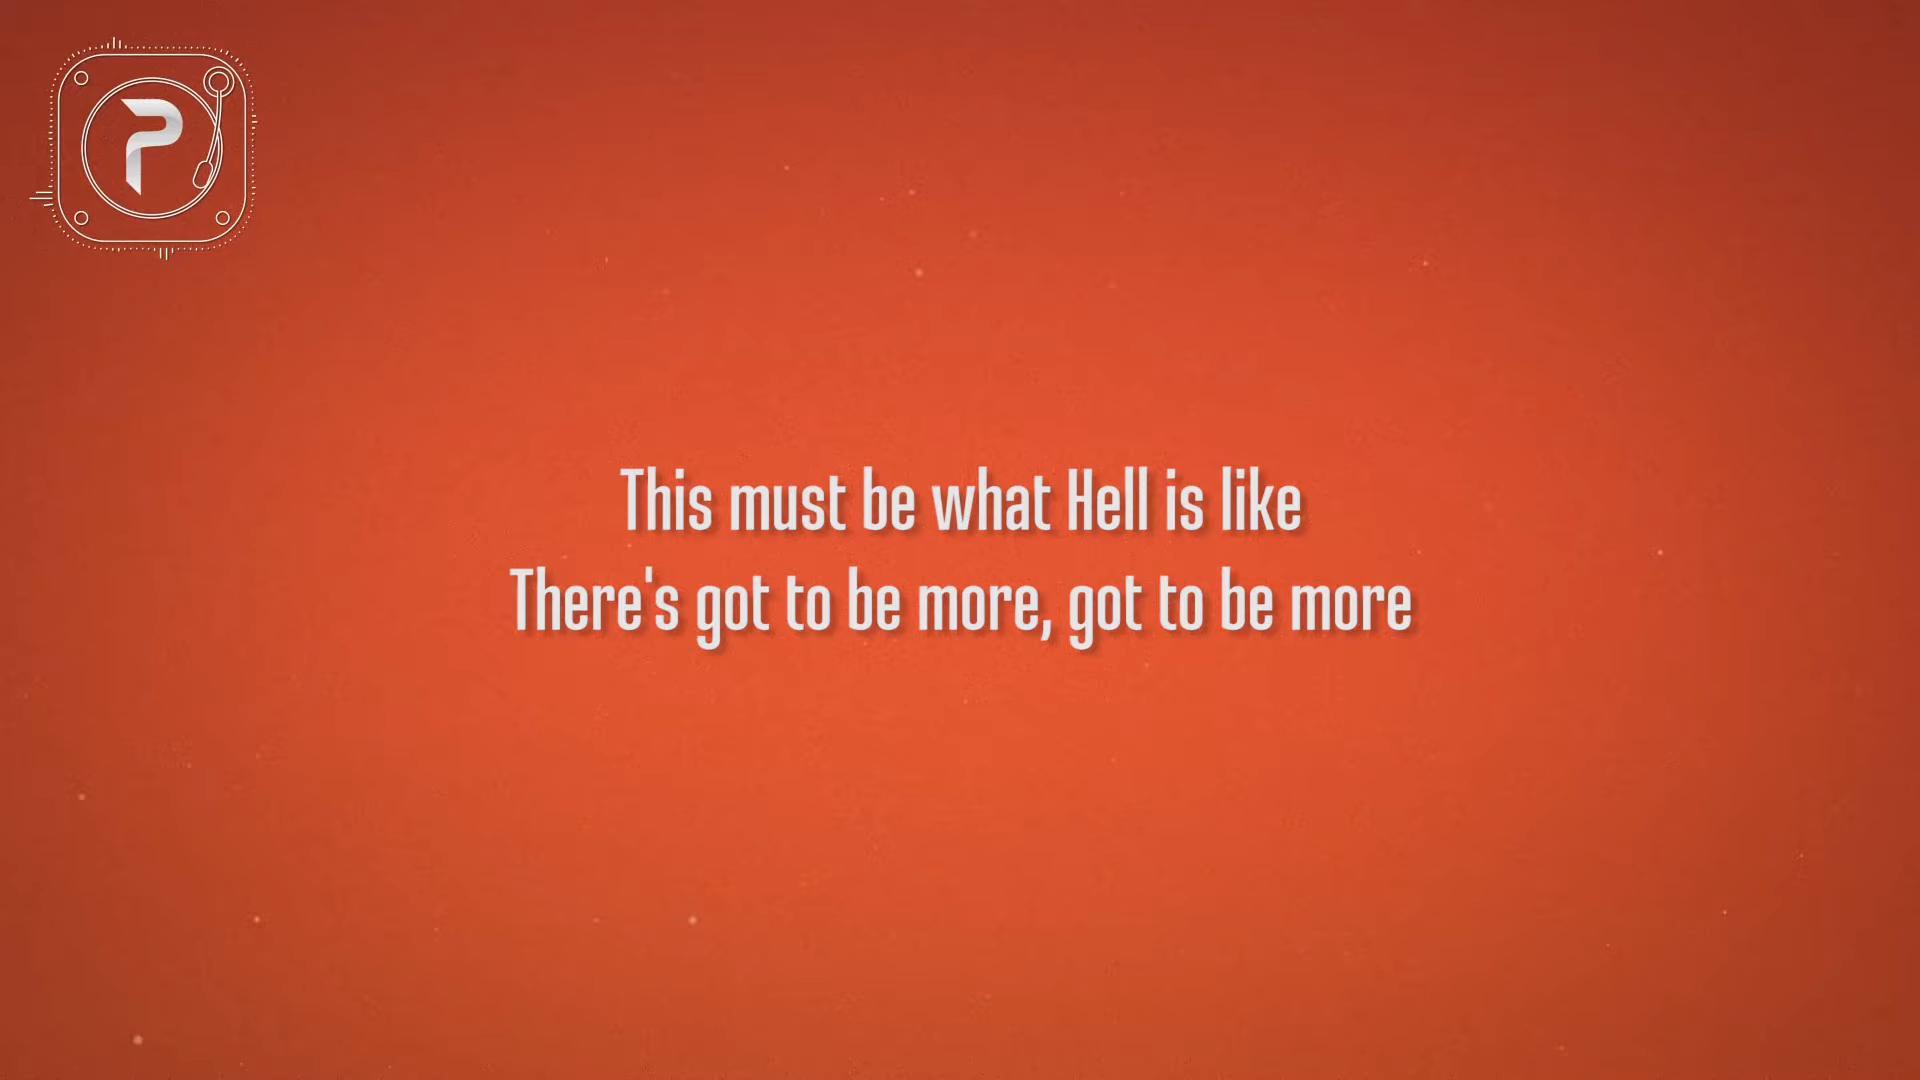 P
This must be what Hell is like
There's got to be more, got to be more